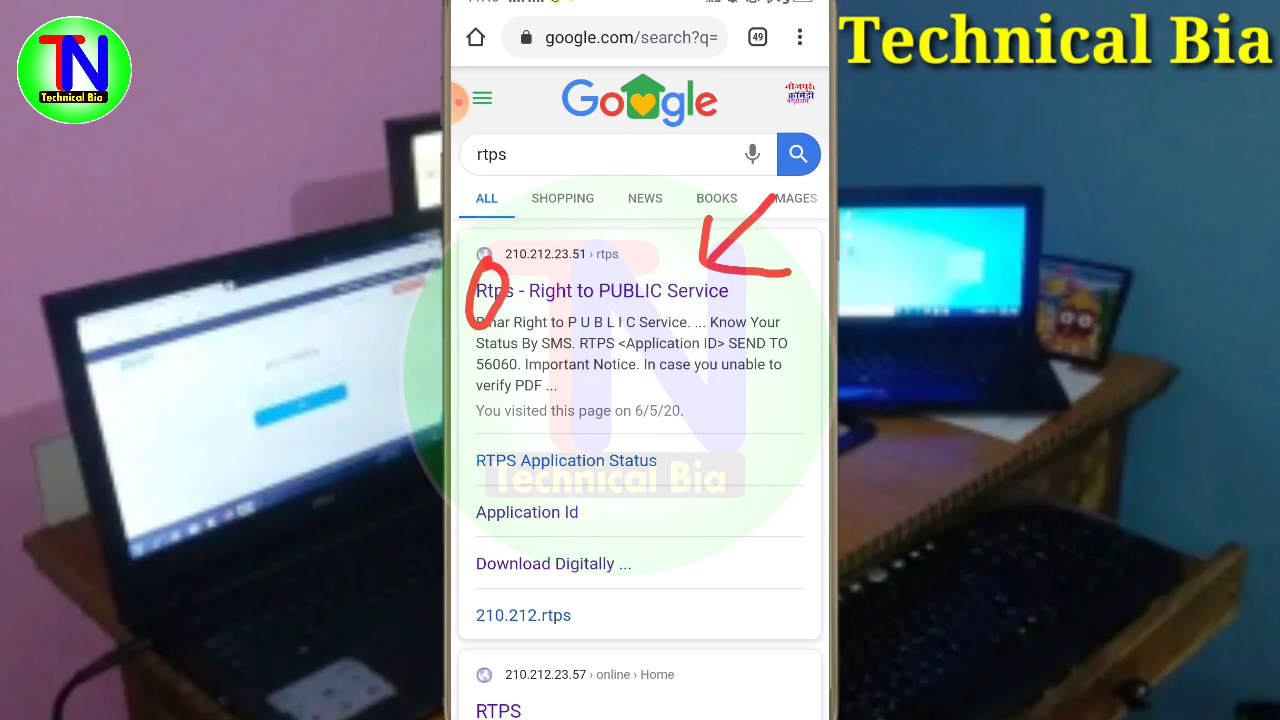 TN
Technical Bia
Technical Bia
49
google.com/search?q=
Google
rtps
ALL SHOPPING NEWS BOOKS IMAGES
210.212.23.51 › rtps
Rtps - Right to PUBLIC Service
Bihar Right to P U B L I C Service. ... Know Your
Status By SMS. RTPS <Application ID> SEND TO
56060. Important Notice. In case you unable to
verify PDF ...
You visited this page on 6/5/20.
RTPS Application Status
TN
Technical Bia
Application Id
Download Digitally ...
210.212.rtps
210.212.23.57 › online › Home
RTPS